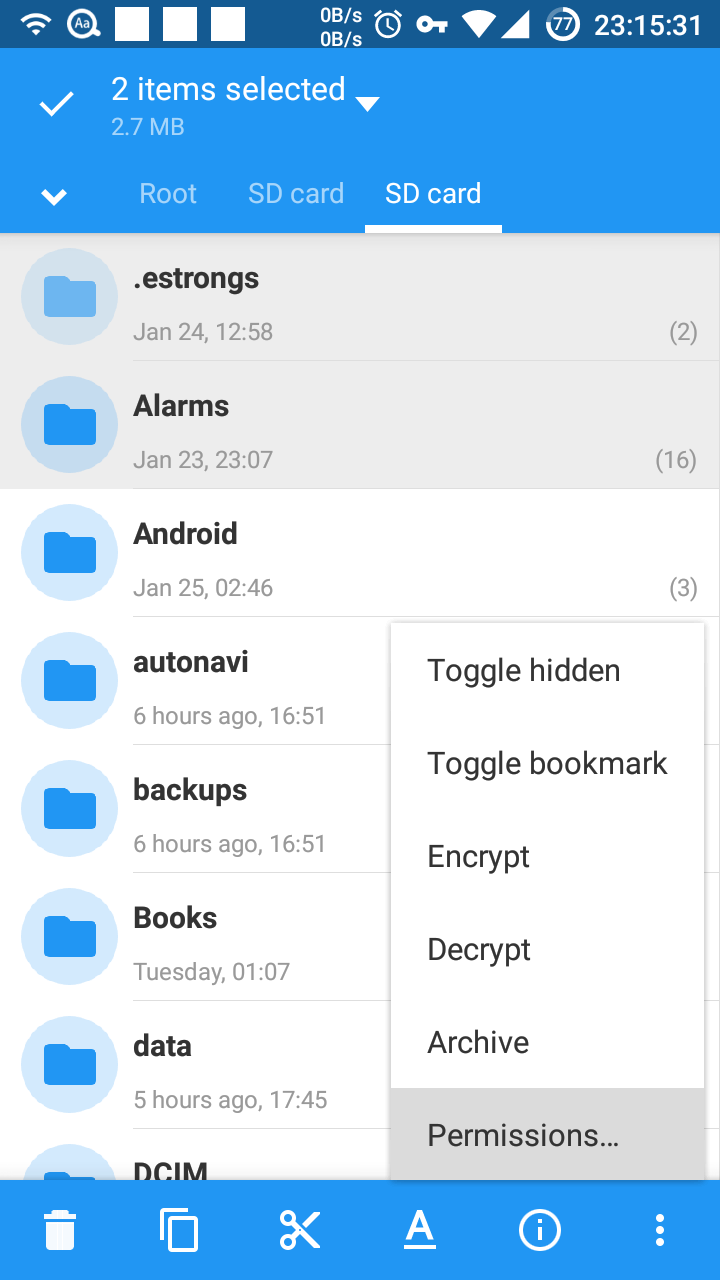 Aa
0B/s
0B/s
77
23:15:31
2 items selected
2.7 MB
Root
SD card
SD card
.estrongs
Jan 24, 12:58
(2)
Alarms
Jan 23, 23:07
(16)
Android
Jan 25, 02:46
(3)
autonavi
6 hours ago, 16:51
backups
6 hours ago, 16:51
Books
Tuesday, 01:07
data
5 hours ago, 17:45
DCIM
Toggle hidden
Toggle bookmark
Encrypt
Decrypt
Archive
Permissions...
A